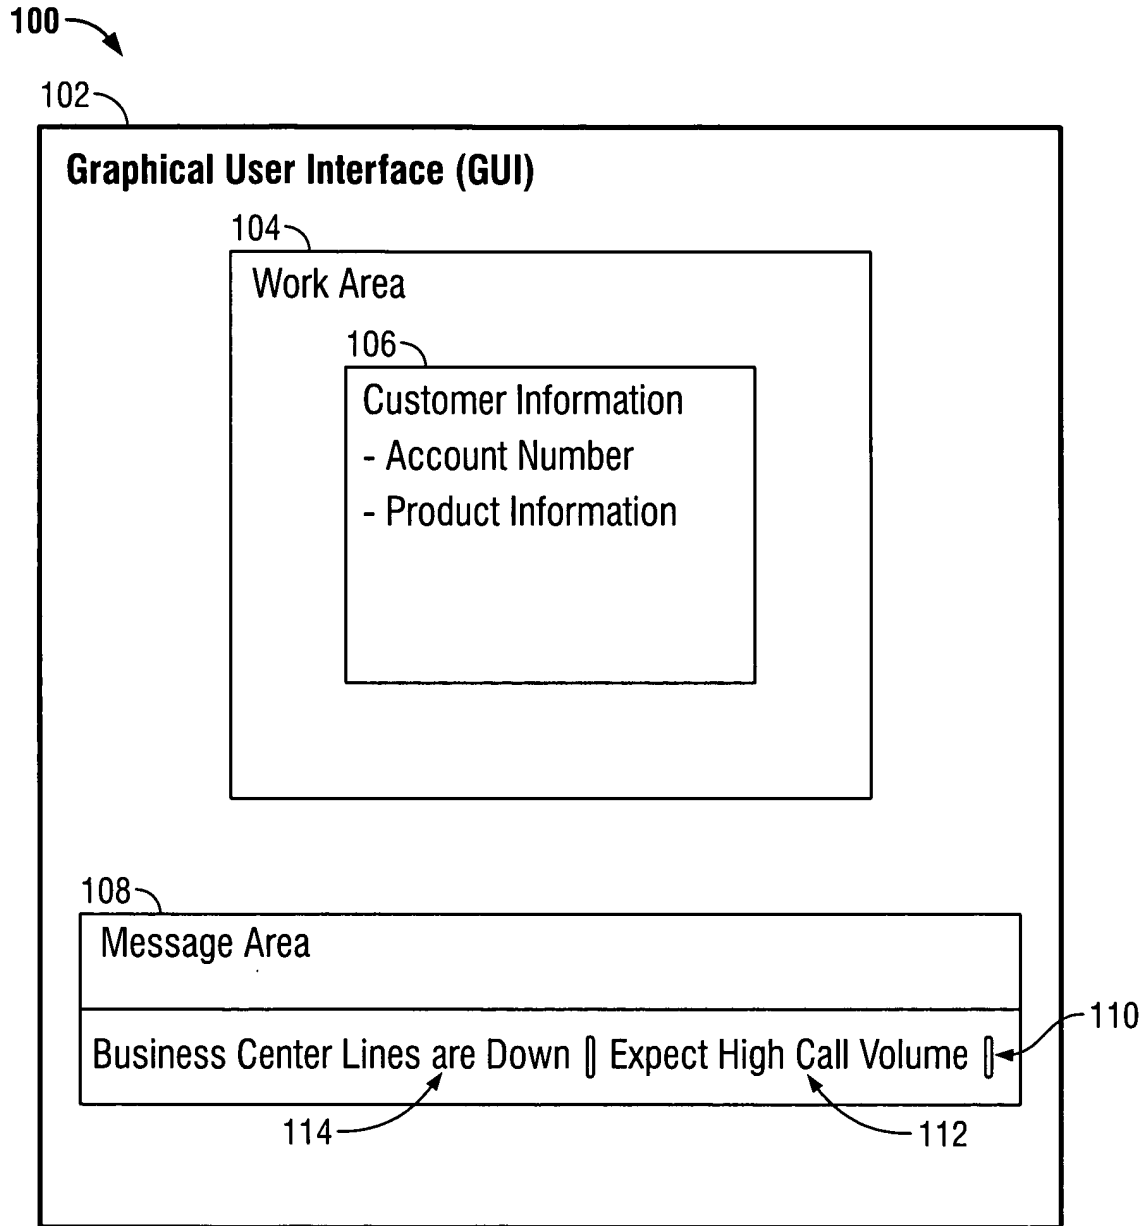 100
102
Graphical User Interface (GUI)
104
Work Area
106
Customer Information
- Account Number
- Product Information
108
Message Area
110
Business Center Lines are Down [] Expect High Call Volume []
114
112